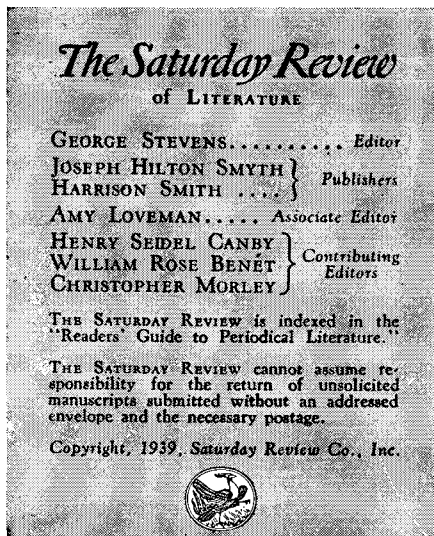 The Saturday Review
of LITERATURE
GEORGE STEVENS.......... Editor
JOSEPH HILTON SMYTH } Publishers
HARRISON SMITH ....
AMY LOVEMAN..... Associate Editor
HENRY SEIDEL CANBY
WILLIAM ROSE BENÉT } Contributing Editors
CHRISTOPHER MORLEY
THE SATURDAY REVIEW is indexed in the
"Readers' Guide to Periodical Literature."
THE SATURDAY REVIEW cannot assume re-
sponsibility for the return of unsolicited
manuscripts submitted without an addressed
envelope and the necessary postage.
Copyright, 1939, Saturday Review Co., Inc.